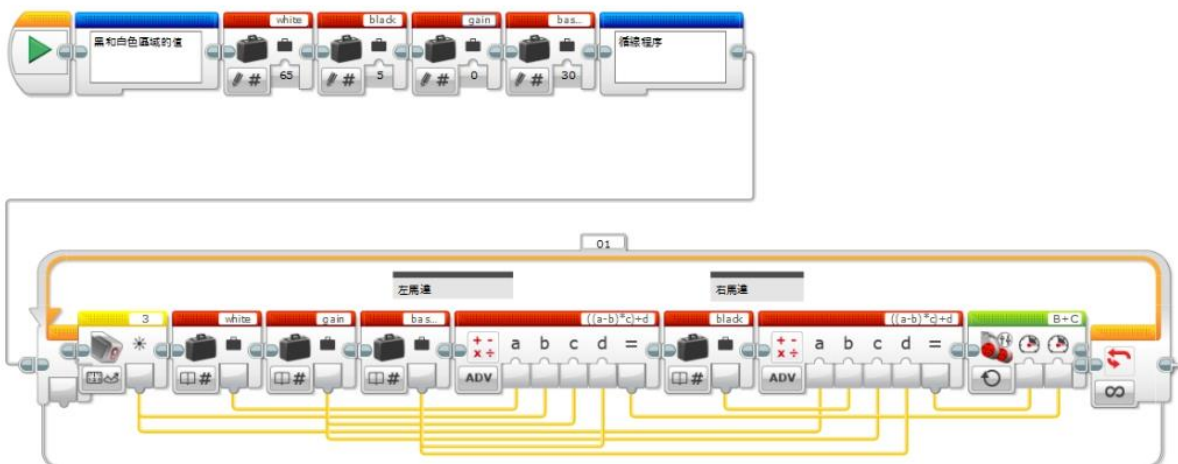 white black gain bas...
黑和白色區域的值
循線程序
# 65 # 5 # 0 # 30
01
左馬達 右馬達
3 white gain bas... ((a-b)*c)+d black ((a-b)*c)+d B+C
+ - x ÷ a b c d = + - x ÷ a b c d =
# # # ADV # ADV ∞